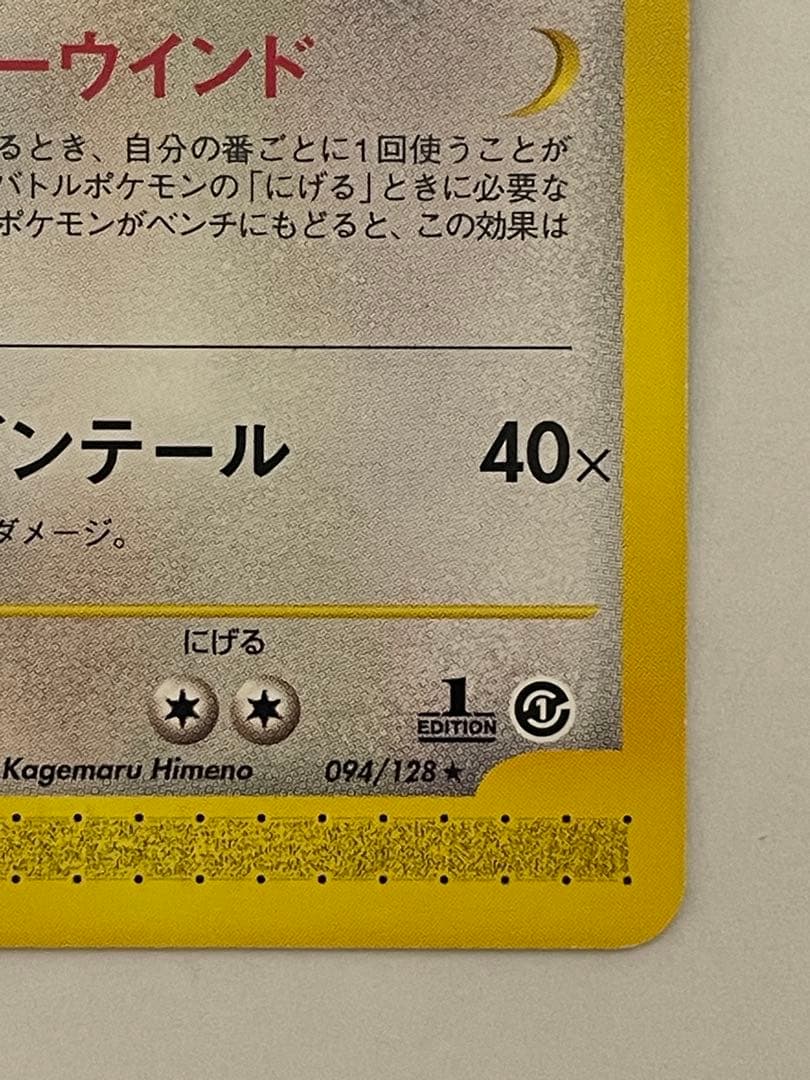 ーウインド
るとき、自分の番ごとに1回使うことが
バトルポケモンの「にげる」ときに必要な
ポケモンがベンチにもどると、この効果は
ンテール 40×
ダメージ。
にげる
1
EDITION
1
Kagemaru Himeno 094/128★